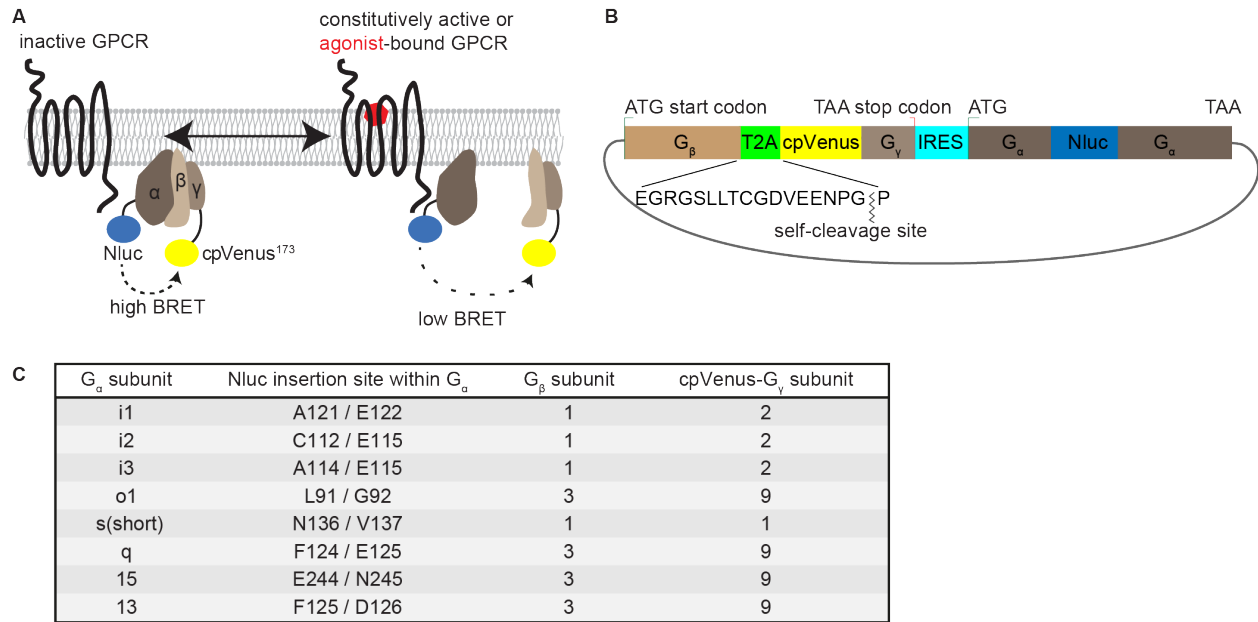 A
inactive GPCR
constitutively active or
agonist-bound GPCR
α
β
γ
Nluc
cpVenus¹⁷³
high BRET
low BRET
B
ATG start codon
TAA stop codon
ATG
TAA
Gβ
T2A
cpVenus
Gγ
IRES
Gα
Nluc
Gα
EGRGSLLTCGDVEENPG P
self-cleavage site
C
Gα subunit Nluc insertion site within Gα Gβ subunit cpVenus-Gγ subunit
i1 A121 / E122 1 2
i2 C112 / E115 1 2
i3 A114 / E115 1 2
o1 L91 / G92 3 9
s(short) N136 / V137 1 1
q F124 / E125 3 9
15 E244 / N245 3 9
13 F125 / D126 3 9